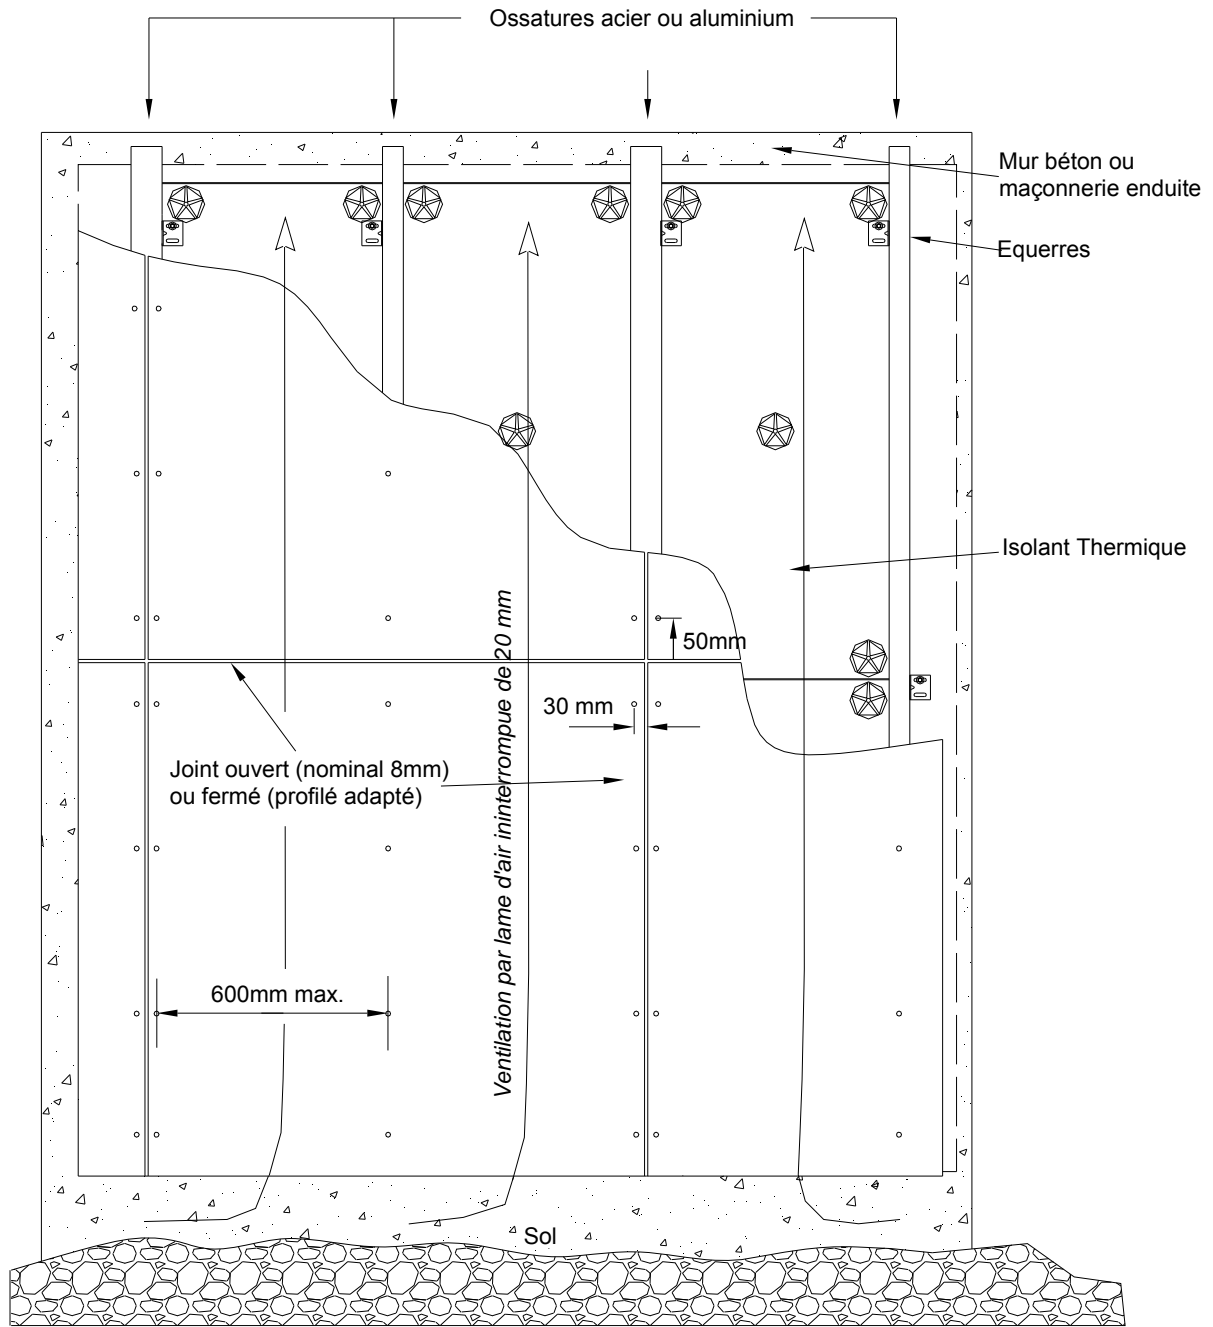 Ossatures acier ou aluminium
Mur béton ou
maçonnerie enduite
Equerres
Isolant Thermique
50mm
30 mm
Joint ouvert (nominal 8mm)
ou fermé (profilé adapté)
Ventilation par lame d'air ininterrompue de 20 mm
600mm max.
Sol